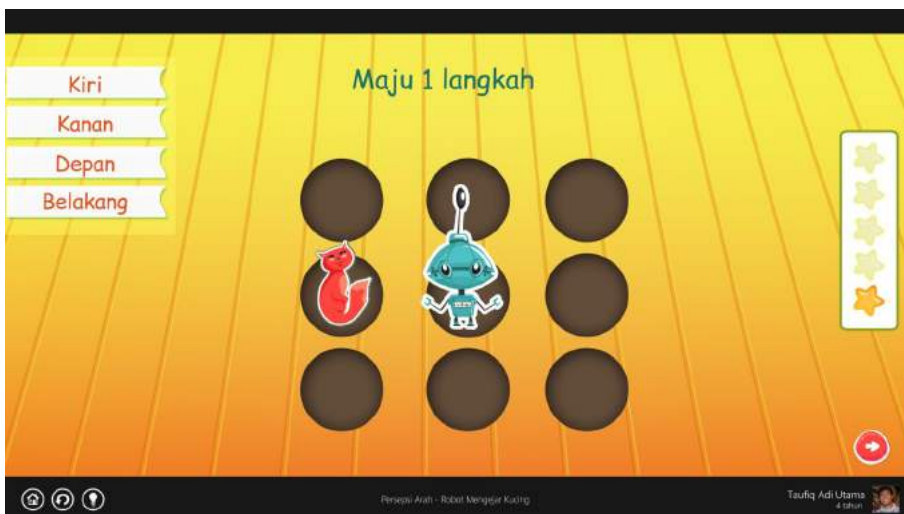 Maju 1 langkah
Kiri
Kanan
Depan
Belakang
Persepsi Arah - Robot Mengejar Kucing
Taufiq Adi Utama
4 tahun